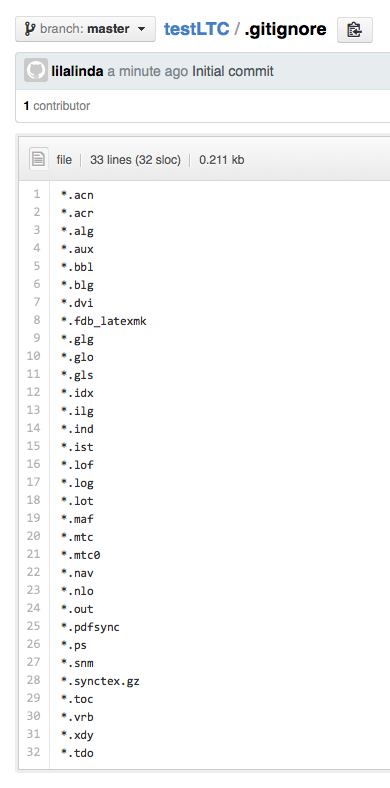 branch: master testLTC / .gitignore
lilalinda a minute ago Initial commit
1 contributor
file 33 lines (32 sloc) 0.211 kb
1 *.acn
2 *.acr
3 *.alg
4 *.aux
5 *.bbl
6 *.blg
7 *.dvi
8 *.fdb_latexmk
9 *.glg
10 *.glo
11 *.gls
12 *.idx
13 *.ilg
14 *.ind
15 *.ist
16 *.lof
17 *.log
18 *.lot
19 *.maf
20 *.mtc
21 *.mtc0
22 *.nav
23 *.nlo
24 *.out
25 *.pdfsync
26 *.ps
27 *.snm
28 *.synctex.gz
29 *.toc
30 *.vrb
31 *.xdy
32 *.tdo